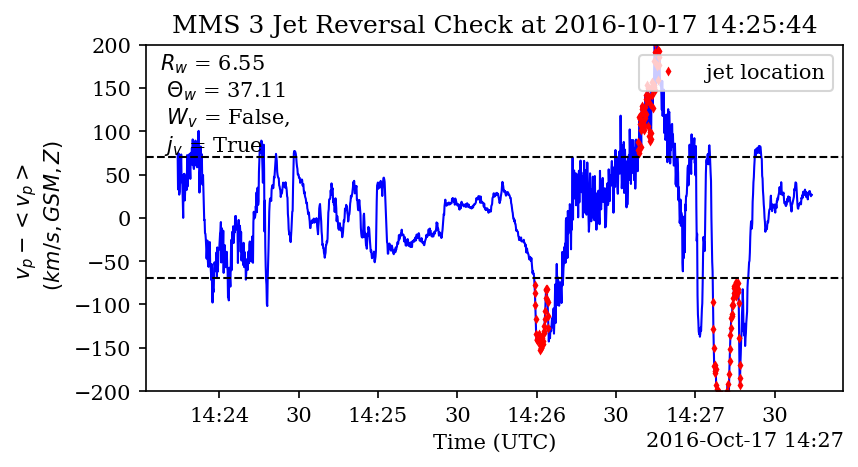 MMS 3 Jet Reversal Check at 2016-10-17 14:25:44
R_w = 6.55
Θ_w = 37.11
W_v = False,
j_v = True
jet location
v_p − < v_p >
(km/s, GSM, Z)
200
150
100
50
0
−50
−100
−150
−200
14:24 30 14:25 30 14:26 30 14:27 30
Time (UTC)
2016-Oct-17 14:27